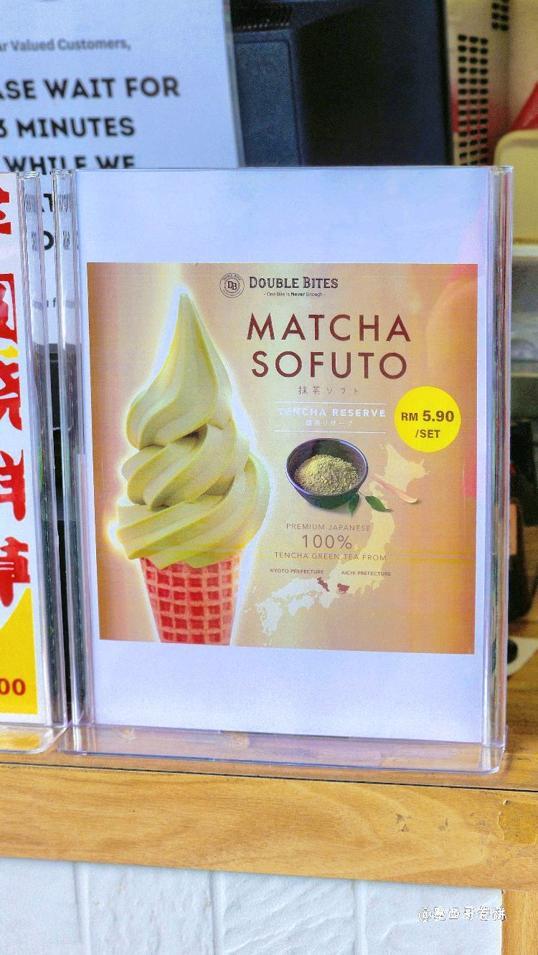 r Valued Customers,
ASE WAIT FOR
3 MINUTES
WHILE WE
DOUBLE BITES
One Bite is Never Enough
MATCHA
SOFUTO
抹茶ソフト
TENCHA RESERVE
RM 5.90
/SET
PREMIUM JAPANESE
100%
TENCHA GREEN TEA FROM
KYOTO PREFECTURE
AICHI PREFECTURE
00